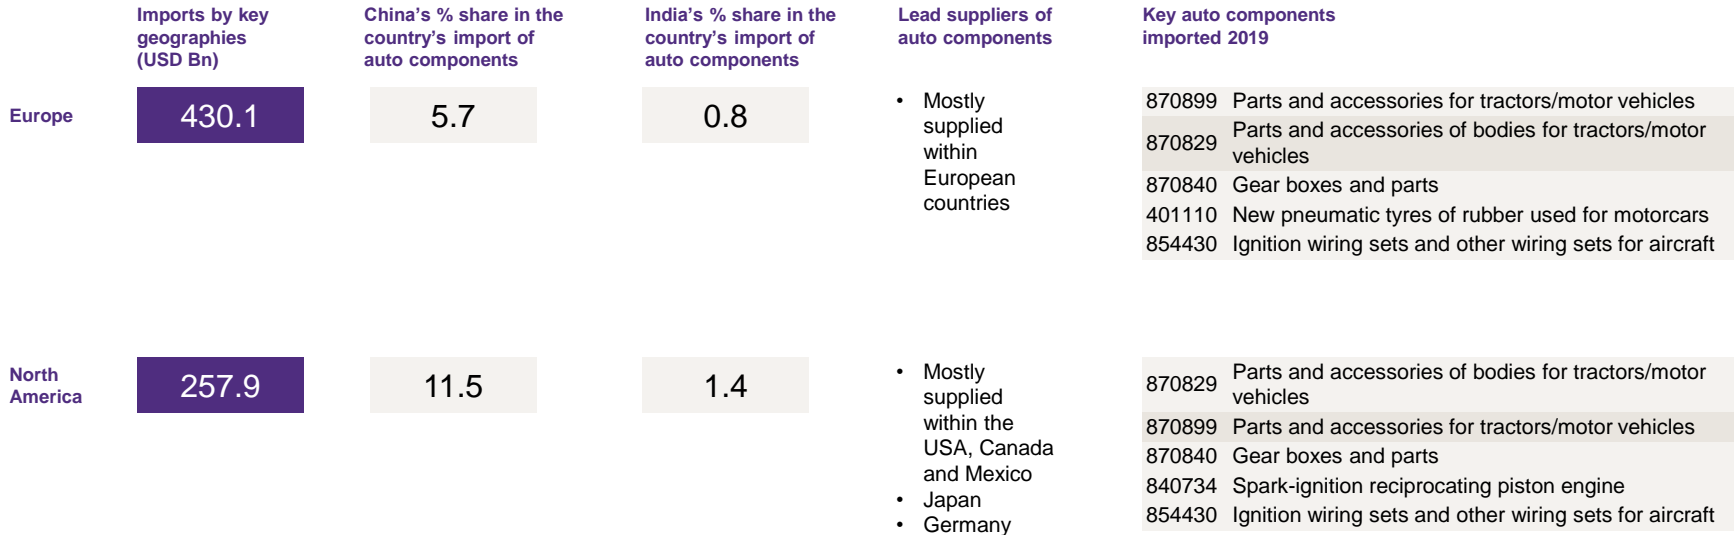 Imports by key
geographies
(USD Bn)
China's % share in the
country's import of
auto components
India's % share in the
country's import of
auto components
Lead suppliers of
auto components
Key auto components
imported 2019
Europe
430.1
5.7
0.8
• Mostly
supplied
within
European
countries
870899 Parts and accessories for tractors/motor vehicles
870829 Parts and accessories of bodies for tractors/motor
vehicles
870840 Gear boxes and parts
401110 New pneumatic tyres of rubber used for motorcars
854430 Ignition wiring sets and other wiring sets for aircraft
North
America
257.9
11.5
1.4
• Mostly
supplied
within the
USA, Canada
and Mexico
• Japan
• Germany
870829 Parts and accessories of bodies for tractors/motor
vehicles
870899 Parts and accessories for tractors/motor vehicles
870840 Gear boxes and parts
840734 Spark-ignition reciprocating piston engine
854430 Ignition wiring sets and other wiring sets for aircraft